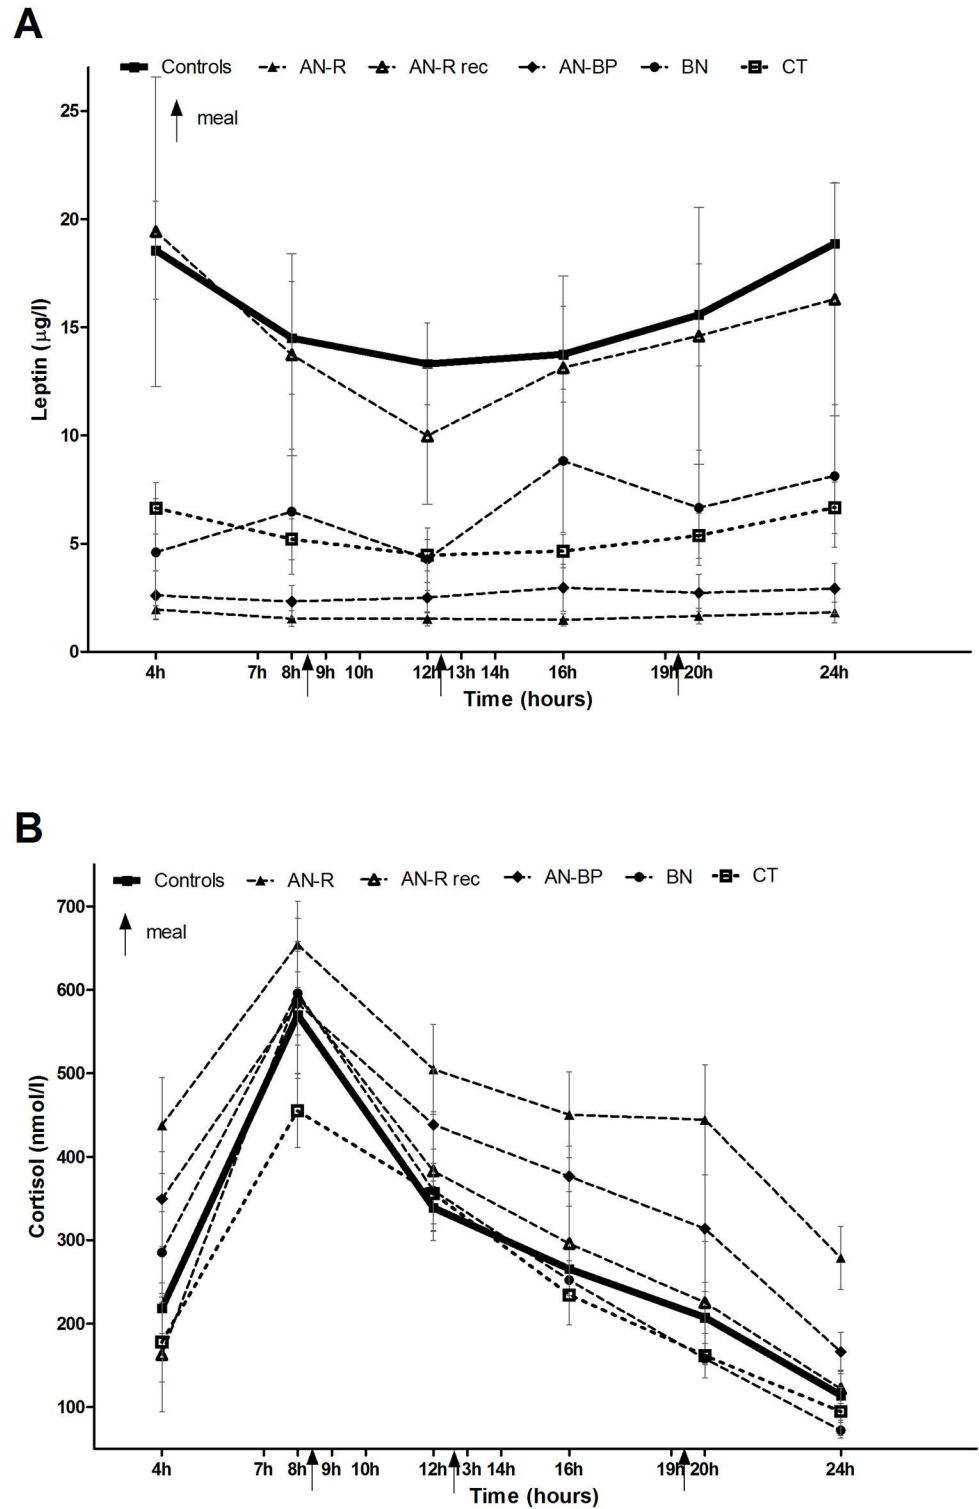 A
Controls AN-R AN-R rec AN-BP BN CT
meal
25
20
15
10
5
0
Leptin (µg/l)
4h 7h 8h 9h 10h 12h 13h 14h 16h 19h 20h 24h
Time (hours)
B
Controls AN-R AN-R rec AN-BP BN CT
meal
700
600
500
400
300
200
100
Cortisol (nmol/l)
4h 7h 8h 9h 10h 12h 13h 14h 16h 19h 20h 24h
Time (hours)